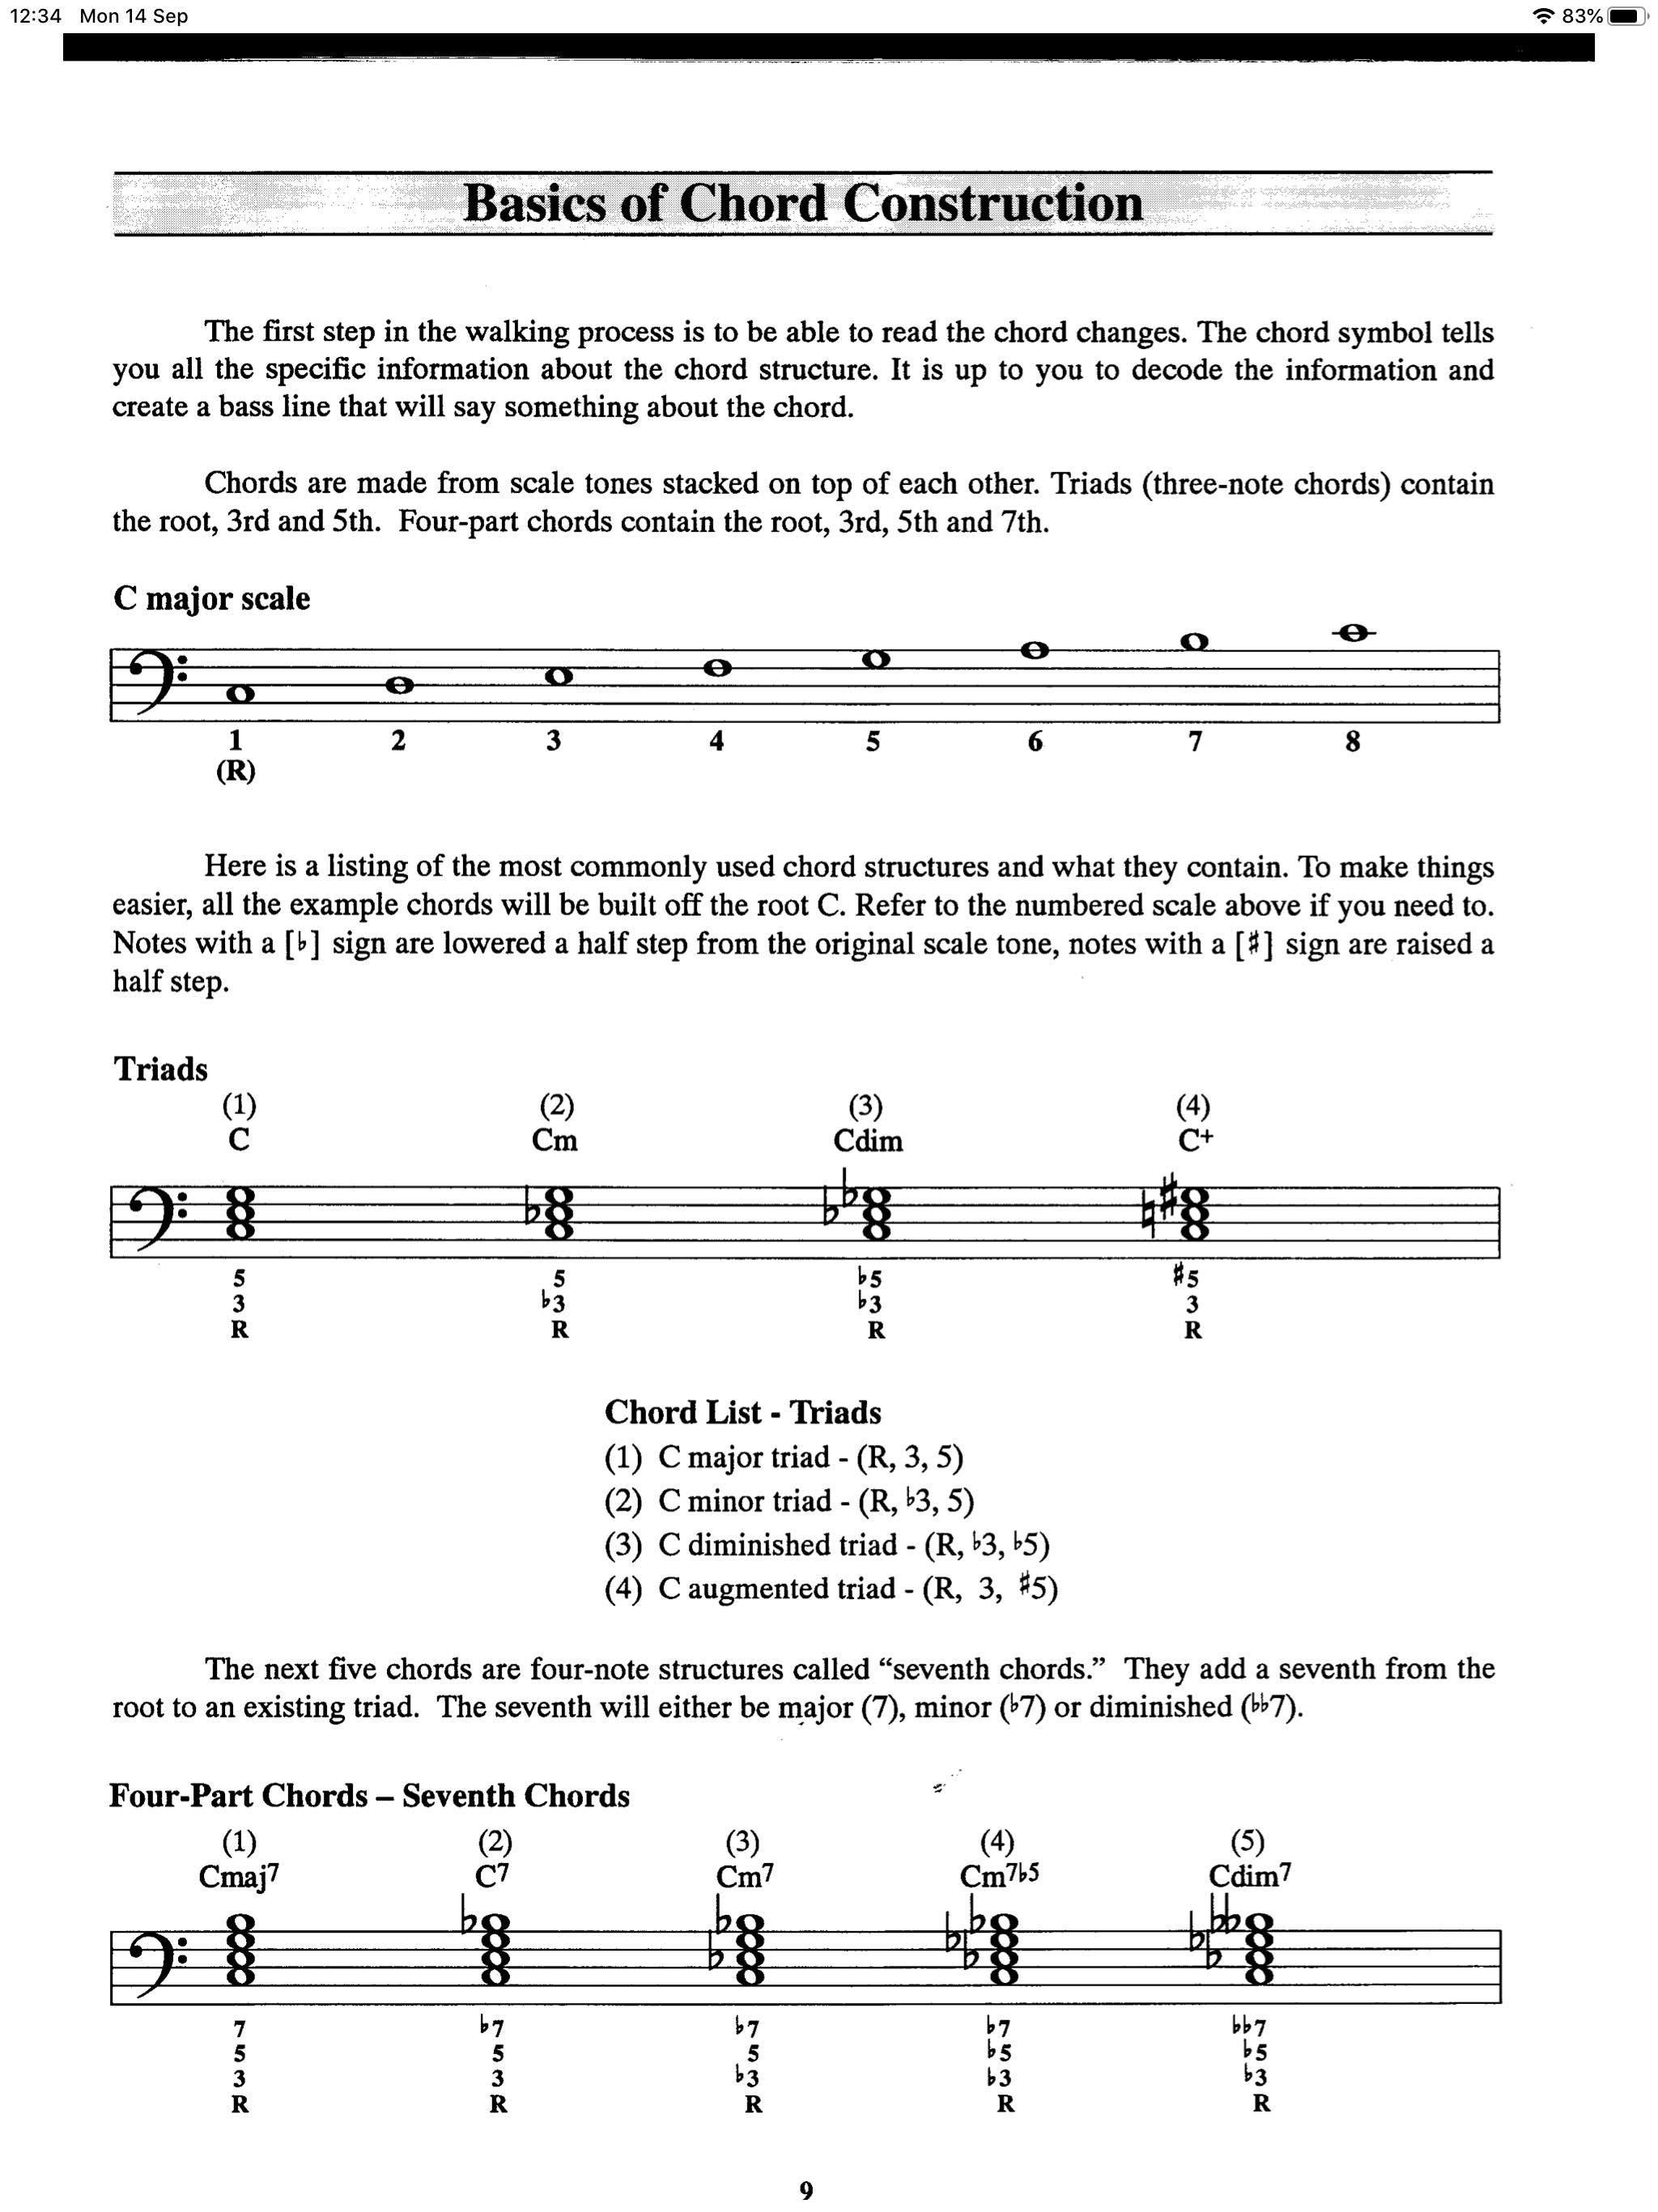 12:34 Mon 14 Sep 83%
Basics of Chord Construction
The first step in the walking process is to be able to read the chord changes. The chord symbol tells
you all the specific information about the chord structure. It is up to you to decode the information and
create a bass line that will say something about the chord.
Chords are made from scale tones stacked on top of each other. Triads (three-note chords) contain
the root, 3rd and 5th. Four-part chords contain the root, 3rd, 5th and 7th.
C major scale
1 2 3 4 5 6 7 8
(R)
Here is a listing of the most commonly used chord structures and what they contain. To make things
easier, all the example chords will be built off the root C. Refer to the numbered scale above if you need to.
Notes with a [♭] sign are lowered a half step from the original scale tone, notes with a [♯] sign are raised a
half step.
Triads
(1) (2) (3) (4)
C Cm Cdim C+
5 5 ♭5 ♯5
3 ♭3 ♭3 3
R R R R
Chord List - Triads
(1) C major triad - (R, 3, 5)
(2) C minor triad - (R, ♭3, 5)
(3) C diminished triad - (R, ♭3, ♭5)
(4) C augmented triad - (R, 3, ♯5)
The next five chords are four-note structures called “seventh chords.” They add a seventh from the
root to an existing triad. The seventh will either be major (7), minor (♭7) or diminished (♭♭7).
Four-Part Chords – Seventh Chords
(1) (2) (3) (4) (5)
Cmaj7 C7 Cm7 Cm7♭5 Cdim7
7 ♭7 ♭7 ♭7 ♭♭7
5 5 5 ♭5 ♭5
3 3 ♭3 ♭3 ♭3
R R R R R
9